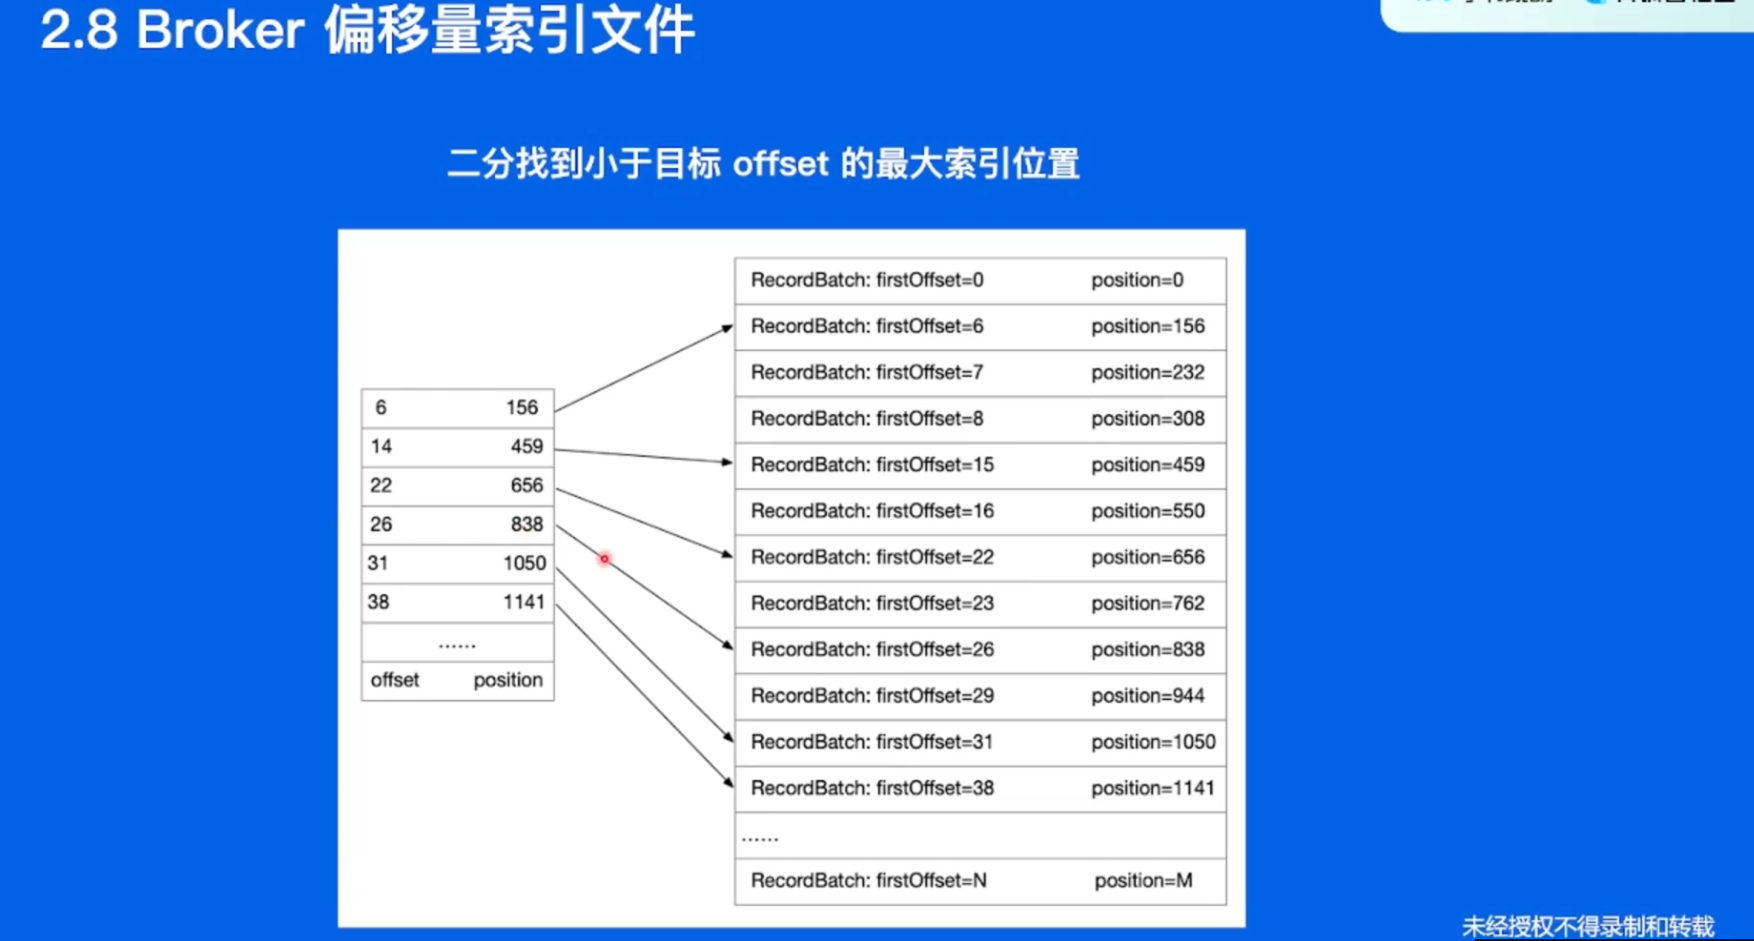 2.8 Broker 偏移量索引文件
二分找到小于目标 offset 的最大索引位置
6 156
14 459
22 656
26 838
31 1050
38 1141
······
offset position
RecordBatch: firstOffset=0 position=0
RecordBatch: firstOffset=6 position=156
RecordBatch: firstOffset=7 position=232
RecordBatch: firstOffset=8 position=308
RecordBatch: firstOffset=15 position=459
RecordBatch: firstOffset=16 position=550
RecordBatch: firstOffset=22 position=656
RecordBatch: firstOffset=23 position=762
RecordBatch: firstOffset=26 position=838
RecordBatch: firstOffset=29 position=944
RecordBatch: firstOffset=31 position=1050
RecordBatch: firstOffset=38 position=1141
······
RecordBatch: firstOffset=N position=M
未经授权不得录制和转载